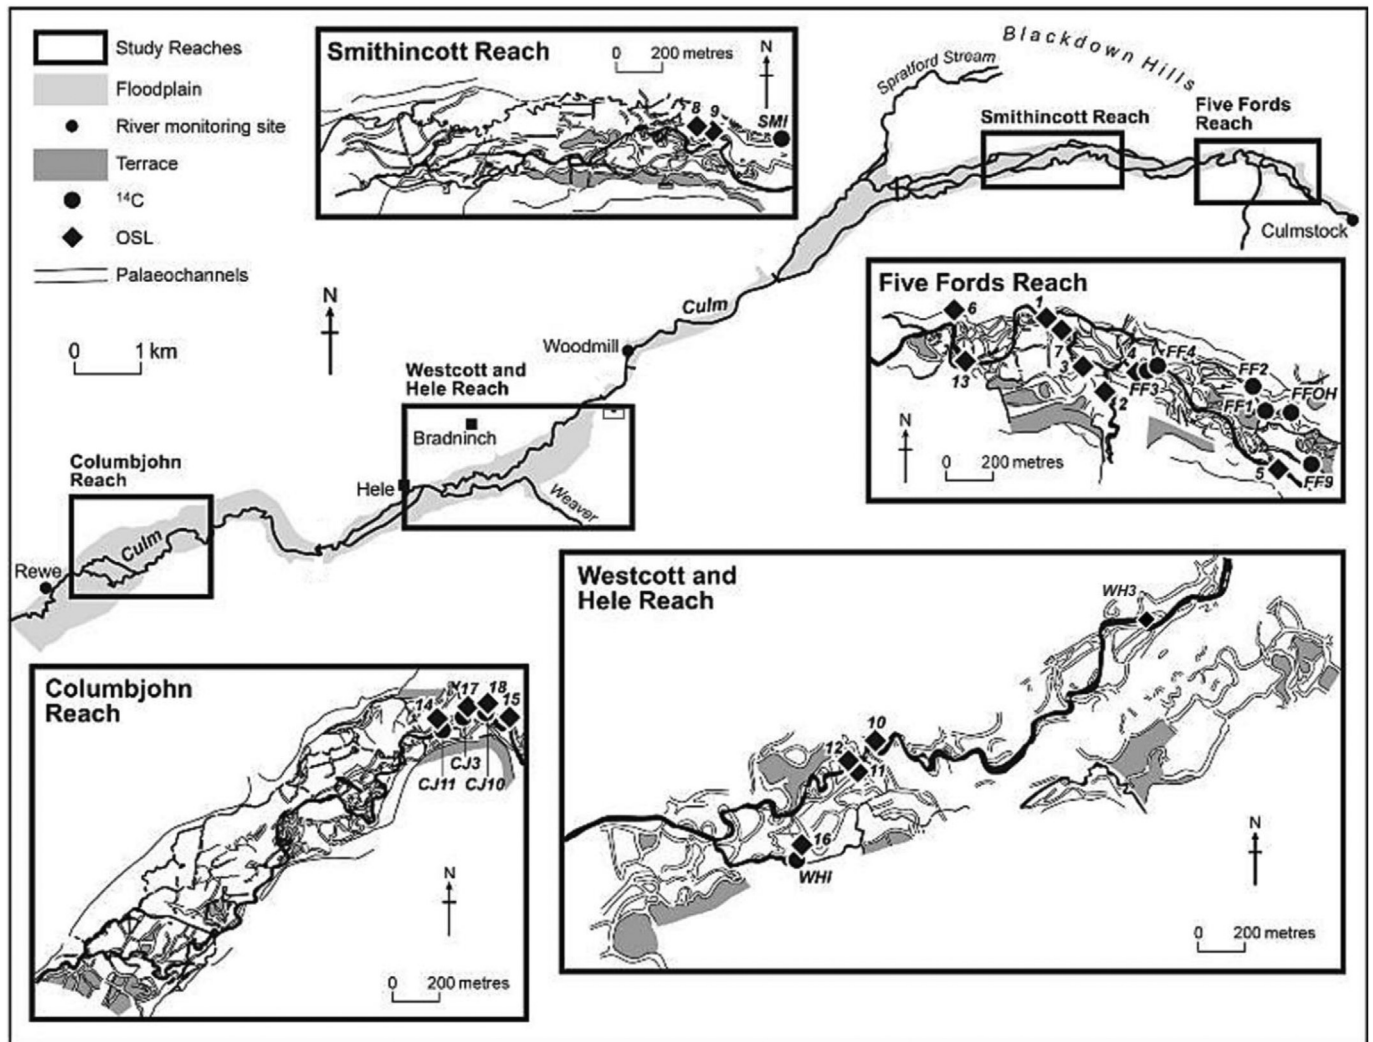 Study Reaches
Floodplain
River monitoring site
Terrace
14C
OSL
Palaeochannels
0 1 km
N
Smithincott Reach
0 200 metres
N
8 9 SMI
Blackdown Hills
Spratford Stream
Smithincott Reach
Five Fords
Reach
Culmstock
Culm
Woodmill
Westcott and
Hele Reach
Bradninch
Hele
Weaver
Columbjohn
Reach
Culm
Rewe
Five Fords Reach
6 1
7
13 3 4 FF4
FF3 FF2
FFOH
12 FF1
5 FF9
N
0 200 metres
Westcott and
Hele Reach
WH3
10
12
11
16
WHi
N
0 200 metres
Columbjohn
Reach
14 17 18 15
CJ3
CJ11 CJ10
N
0 200 metres